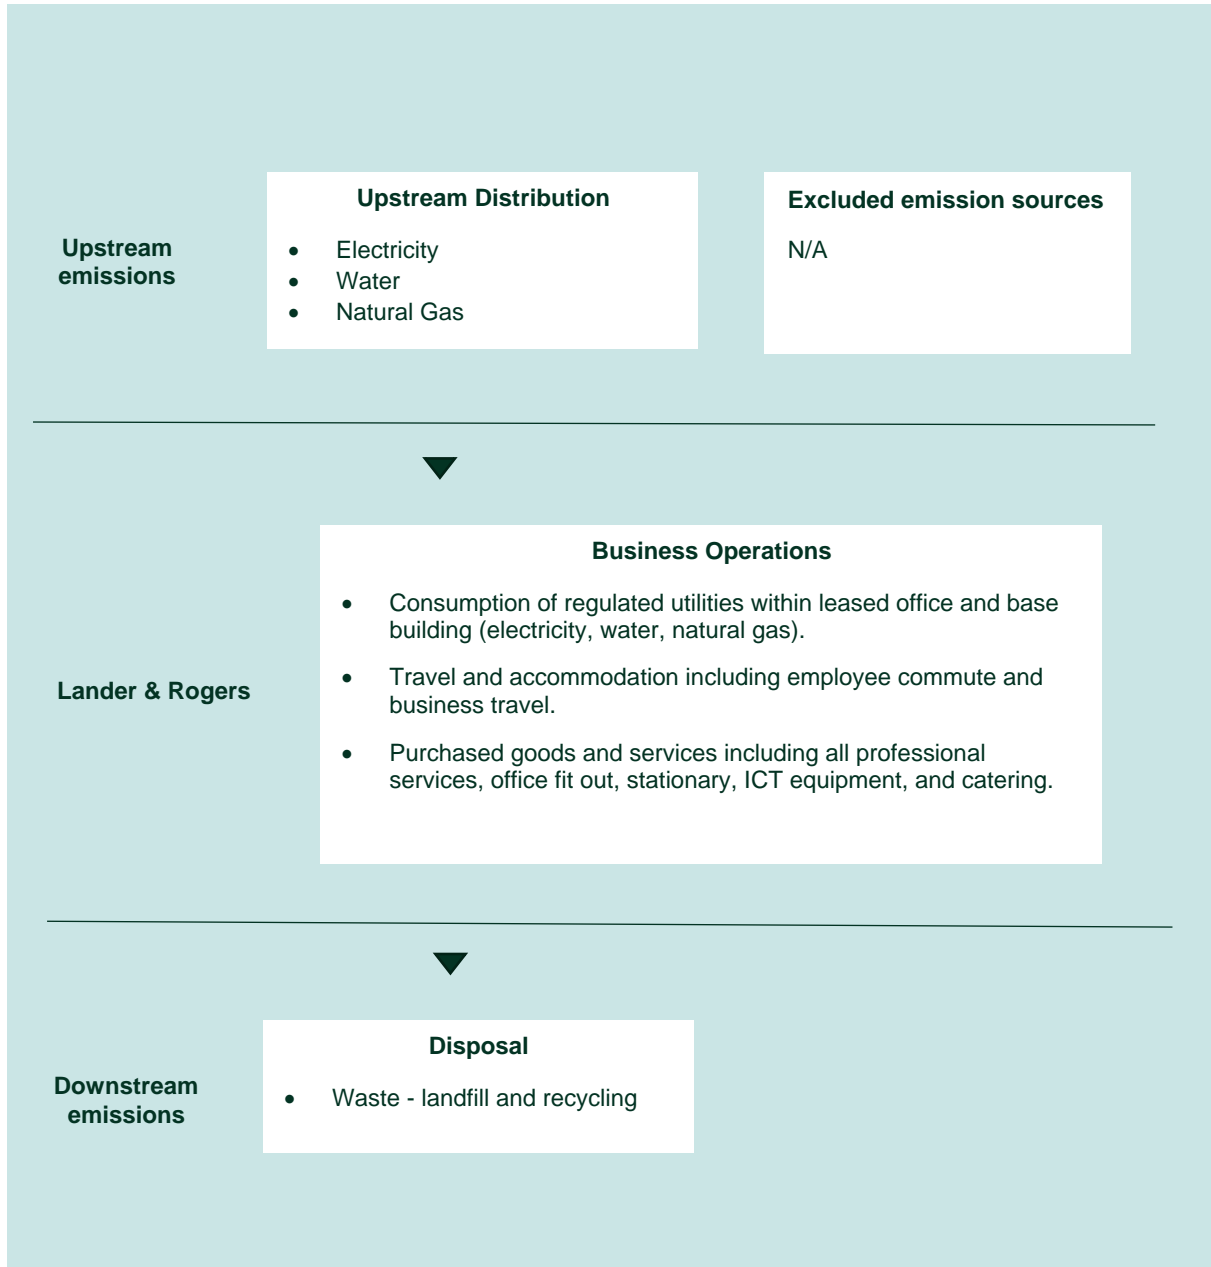 Upstream
emissions
Upstream Distribution
• Electricity
• Water
• Natural Gas
Excluded emission sources
N/A
Lander & Rogers
Business Operations
• Consumption of regulated utilities within leased office and base
building (electricity, water, natural gas).
• Travel and accommodation including employee commute and
business travel.
• Purchased goods and services including all professional
services, office fit out, stationary, ICT equipment, and catering.
Downstream
emissions
Disposal
• Waste - landfill and recycling